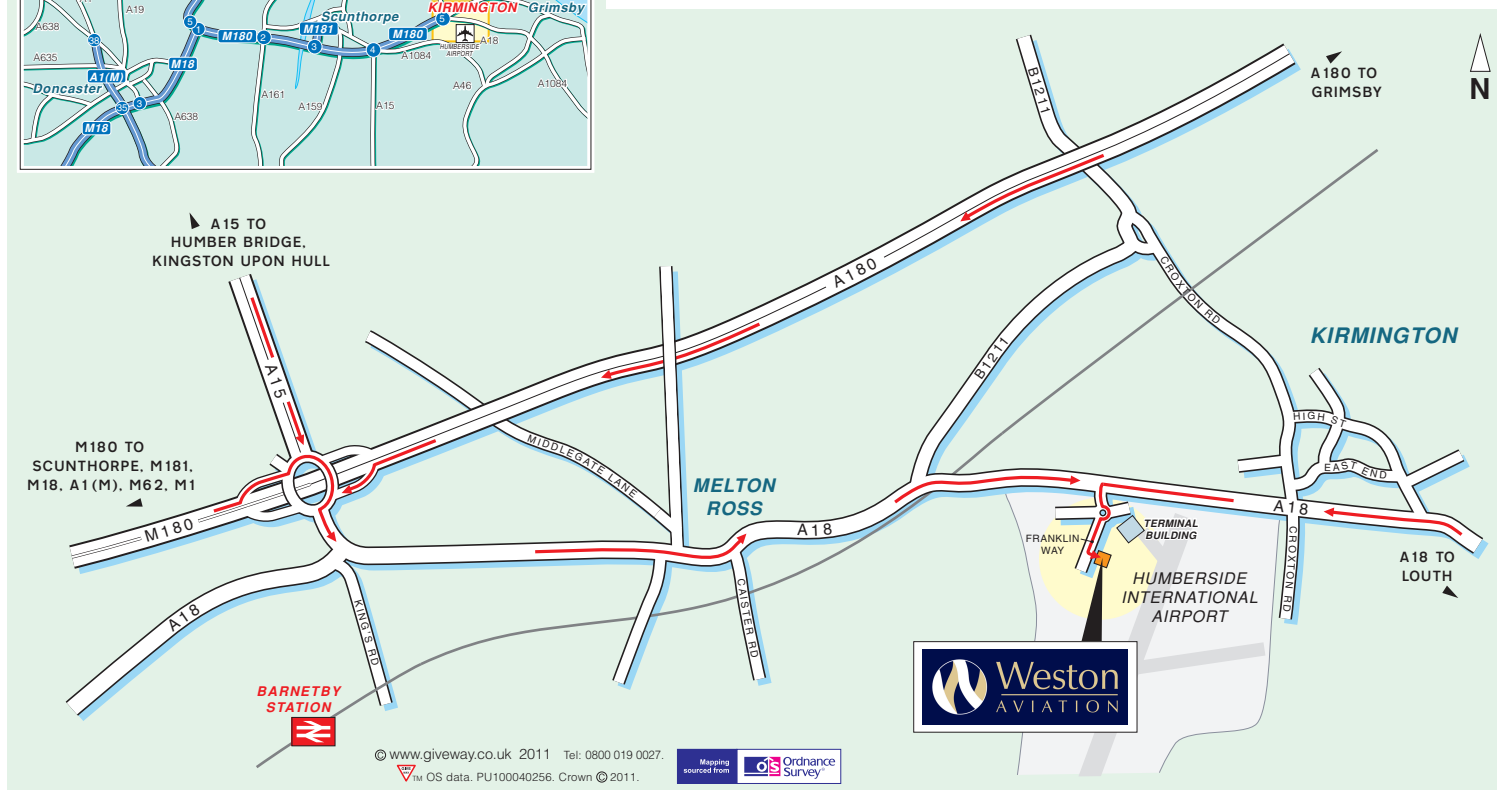 A638
A19
Scunthorpe
KIRMINGTON
Grimsby
5
1
M180
2
M181
3
M180
5
4
HUMBERSIDE
AIRPORT
A18
A1084
38
A635
M18
A1(M)
Doncaster
35
3
A638
M18
A161
A159
A15
A46
A1084
B1211
A180 TO
GRIMSBY
N
A15 TO
HUMBER BRIDGE,
KINGSTON UPON HULL
A180
CROXTON RD
KIRMINGTON
A15
B1211
HIGH ST
M180 TO
SCUNTHORPE, M181,
M18, A1(M), M62, M1
MIDDLEGATE LANE
MELTON
ROSS
EAST END
M180
A18
A18
CROXTON RD
TERMINAL
BUILDING
FRANKLIN
WAY
A18 TO
LOUTH
HUMBERSIDE
INTERNATIONAL
AIRPORT
A18
KING'S RD
CAISTER RD
Weston
AVIATION
BARNETBY
STATION
© www.giveway.co.uk 2011 Tel: 0800 019 0027.
TM OS data. PU100040256. Crown © 2011.
Mapping
sourced from
OS Ordnance
Survey®